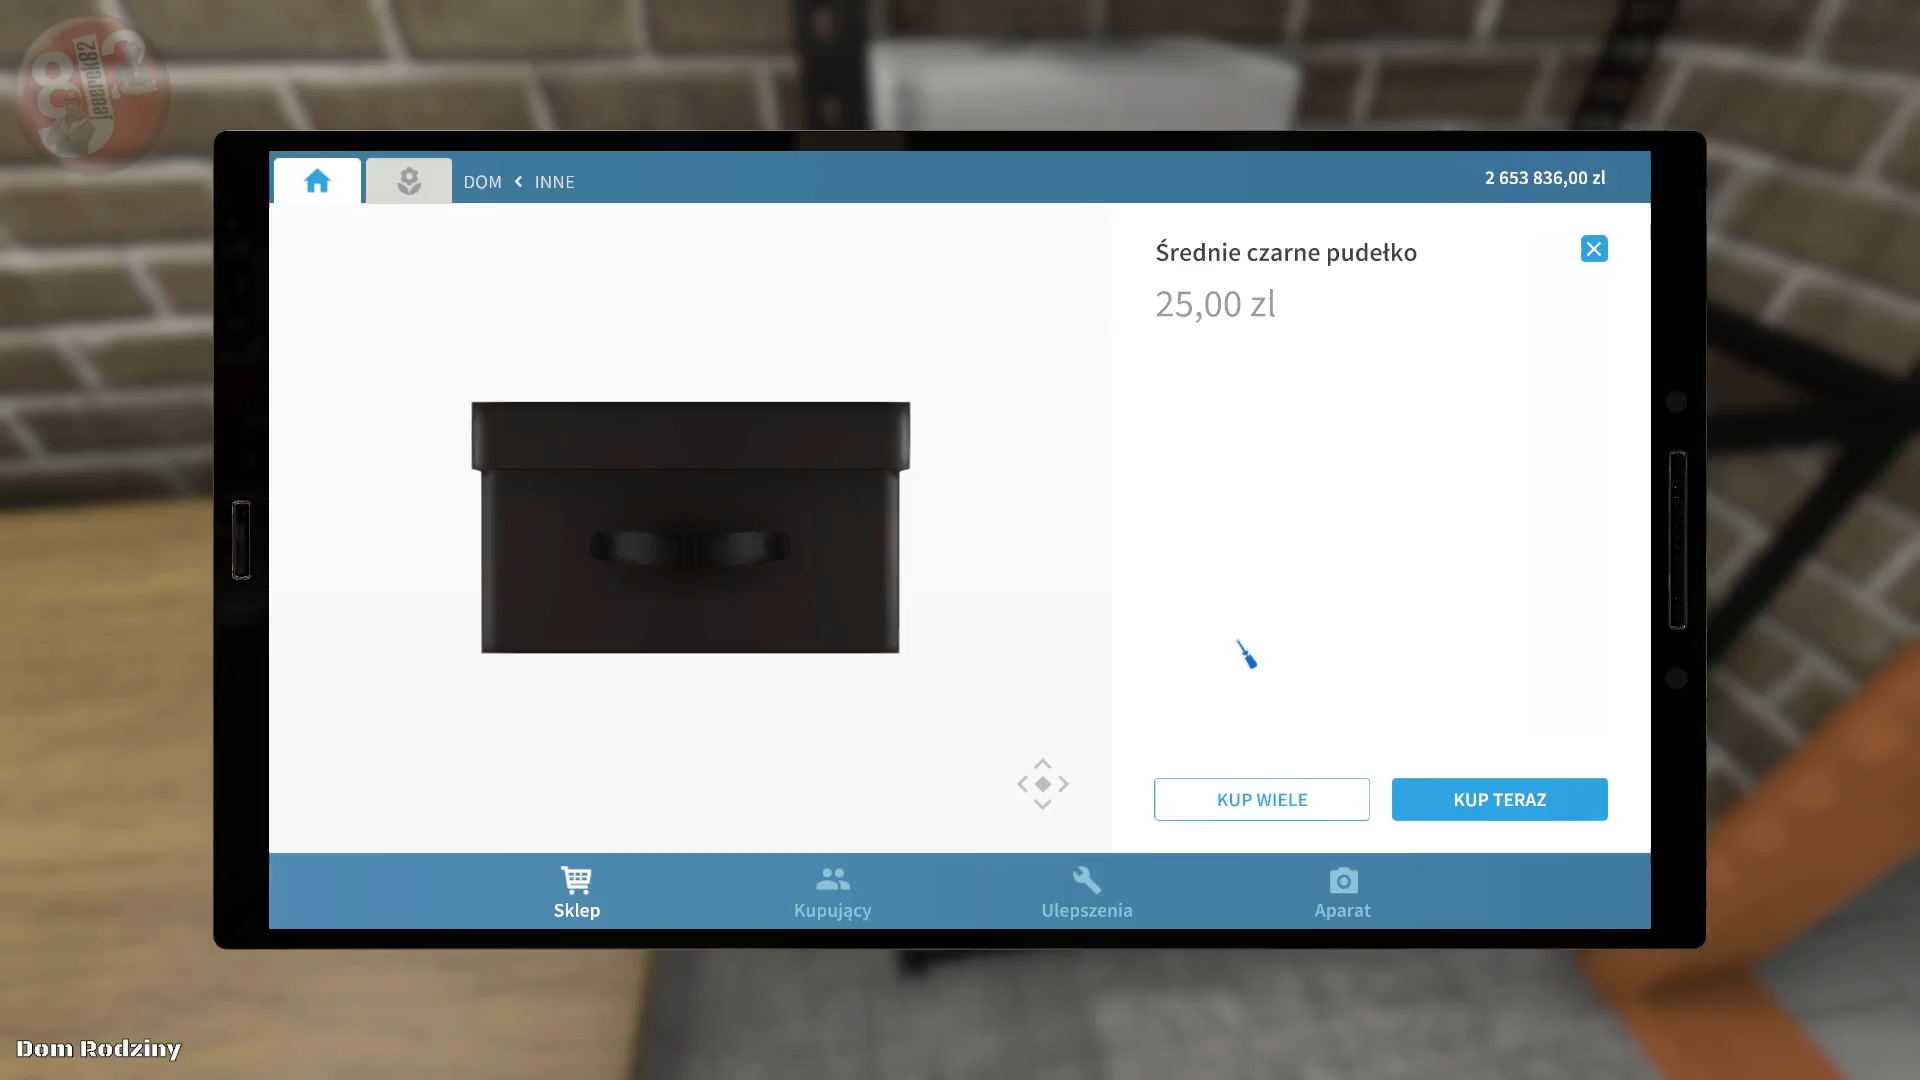 jeeerek82
DOM < INNE
2 653 836,00 zl
Średnie czarne pudełko
25,00 zl
KUP WIELE
KUP TERAZ
Sklep
Kupujący
Ulepszenia
Aparat
Dom Rodziny